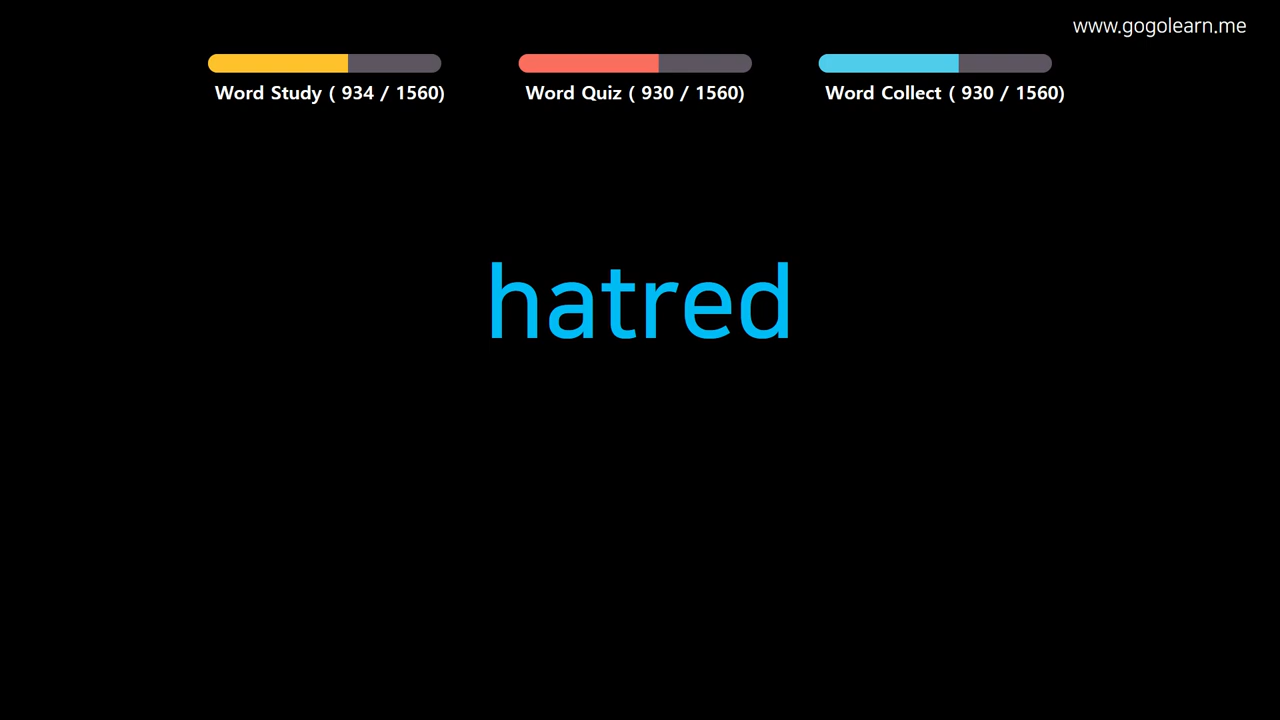 www.gogolearn.me
Word Study ( 934 / 1560)
Word Quiz ( 930 / 1560)
Word Collect ( 930 / 1560)
hatred